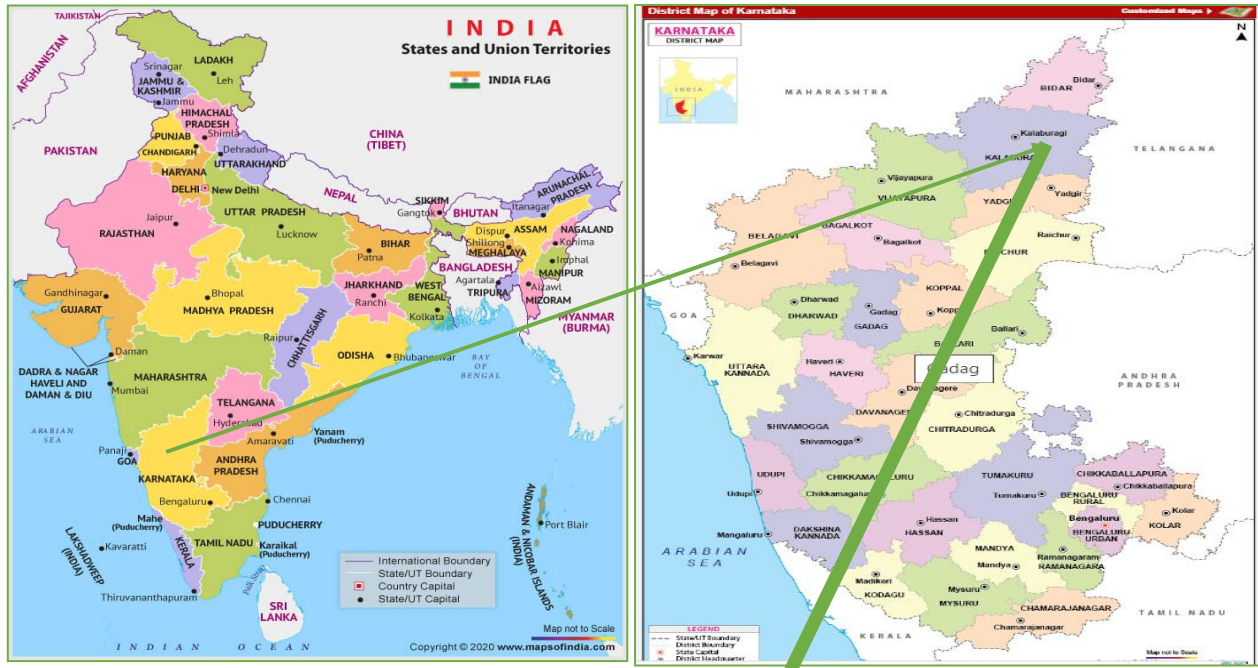 INDIA
States and Union Territories
INDIA FLAG
TAJIKISTAN
AFGHANISTAN
PAKISTAN
CHINA
(TIBET)
NEPAL
BHUTAN
BANGLADESH
MYANMAR
(BURMA)
SRI
LANKA
LADAKH
Leh
Srinagar
JAMMU &
KASHMIR
Jammu
HIMACHAL
PRADESH
Shimla
PUNJAB
CHANDIGARH
Dehradun
UTTARAKHAND
HARYANA
DELHI
New Delhi
UTTAR PRADESH
Lucknow
Jaipur
RAJASTHAN
SIKKIM
Gangtok
ARUNACHAL
PRADESH
Itanagar
Dispur
ASSAM
NAGALAND
Shillong
Kohima
MEGHALAYA
Imphal
MANIPUR
Agartala
TRIPURA
Aizawl
MIZORAM
BIHAR
Patna
JHARKHAND
Ranchi
WEST
BENGAL
Kolkata
Gandhinagar
GUJARAT
Bhopal
MADHYA PRADESH
CHHATTISGARH
Raipur
ODISHA
Bhubaneswar
BAY
OF
BENGAL
Daman
DADRA & NAGAR
HAVELI AND
DAMAN & DIU
Mumbai
MAHARASHTRA
TELANGANA
Hyderabad
Amaravati
Yanam
(Puducherry)
ANDHRA
PRADESH
ARABIAN
SEA
Panaji
GOA
KARNATAKA
Bengaluru
Chennai
Mahe
(Puducherry)
PUDUCHERRY
TAMIL NADU
Karaikal
(Puducherry)
KERALA
LAKSHADWEEP
(INDIA)
Kavaratti
Thiruvananthapuram
Palk Strait
ANDAMAN & NICOBAR ISLANDS
(INDIA)
Port Blair
International Boundary
State/UT Boundary
Country Capital
State/UT Capital
Map not to Scale
INDIAN OCEAN
Copyright © 2020 www.mapsofindia.com
District Map of Karnataka
Customized Maps
KARNATAKA
DISTRICT MAP
INDIA
N
MAHARASHTRA
TELANGANA
GOA
ANDHRA
PRADESH
TAMIL NADU
KERALA
ARABIAN
SEA
Bidar
BIDAR
Kalaburagi
Vijayapura
VIJAYAPURA
Yadgir
BELAGAVI
Belagavi
BAGALKOT
Bagalkot
Raichur
Dharwad
DHARWAD
Gadag
GADAG
KOPPAL
Ballari
Karwar
UTTARA
KANNADA
Haveri
HAVERI
Chitradurga
CHITRADURGA
SHIVAMOGGA
Shivamogga
UDUPI
Udupi
TUMAKURU
Tumakuru
CHIKKABALLAPURA
Chikkaballapura
BENGALURU
RURAL
Kolar
KOLAR
Bengaluru
BENGALURU
URBAN
Mangaluru
DAKSHINA
KANNADA
Hassan
HASSAN
Ramanagaram
RAMANAGARA
MANDYA
Mandya
Madikeri
KODAGU
Mysuru
MYSURU
CHAMARAJANAGAR
Chamarajanagar
LEGEND
State/UT Boundary
District Boundary
State Capital
District Headquarter
Map not to Scale